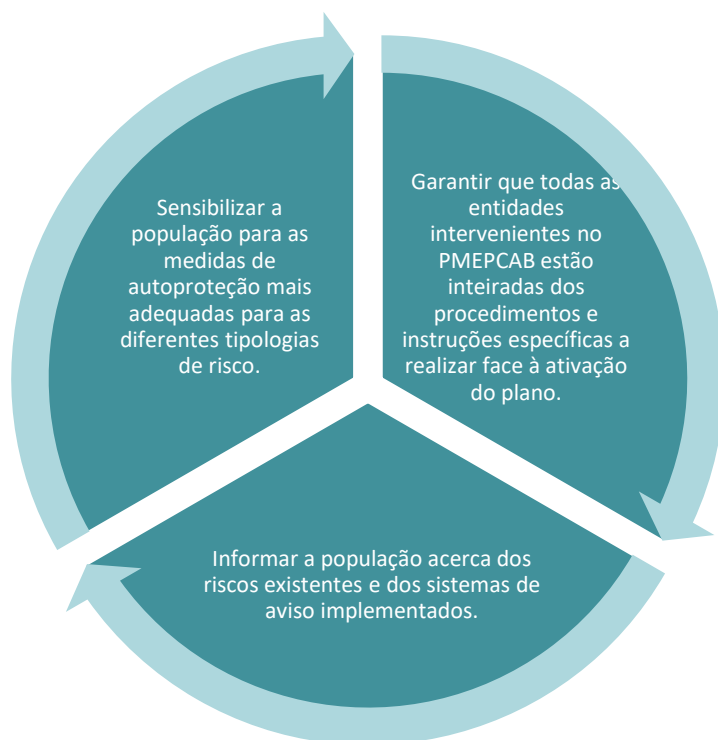 Sensibilizar a
população para as
medidas de
autoproteção mais
adequadas para as
diferentes tipologias
de risco.
Garantir que todas as
entidades
intervenientes no
PMEPCAB estão
inteiradas dos
procedimentos e
instruções específicas a
realizar face à ativação
do plano.
Informar a população acerca dos
riscos existentes e dos sistemas de
aviso implementados.